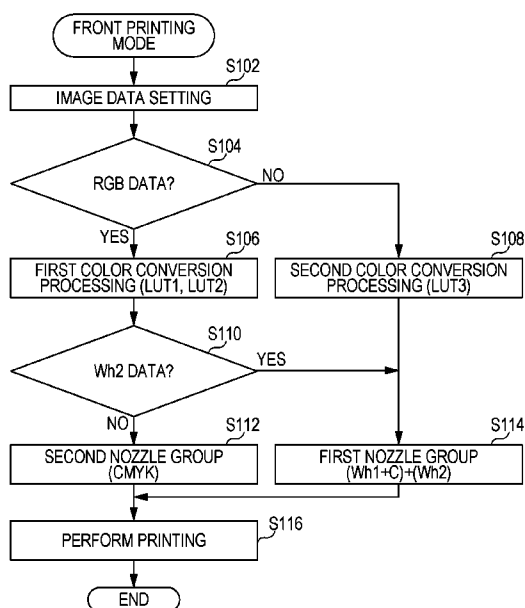 FRONT PRINTING
MODE
S102
IMAGE DATA SETTING
S104
RGB DATA?
NO
YES
S106
FIRST COLOR CONVERSION
PROCESSING (LUT1, LUT2)
S108
SECOND COLOR CONVERSION
PROCESSING (LUT3)
S110
Wh2 DATA?
YES
NO
S112
SECOND NOZZLE GROUP
(CMYK)
S114
FIRST NOZZLE GROUP
(Wh1+C)+(Wh2)
S116
PERFORM PRINTING
END